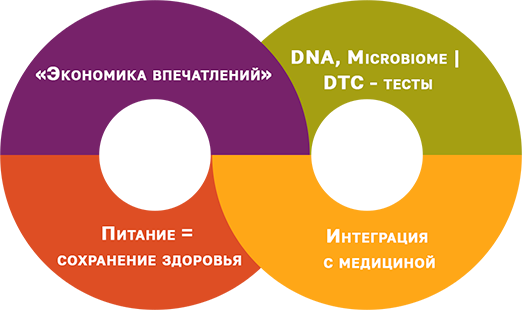 «Экономика впечатлений»
DNA, Microbiome |
DTC - тесты
Питание =
сохранение здоровья
Интеграция
с медициной